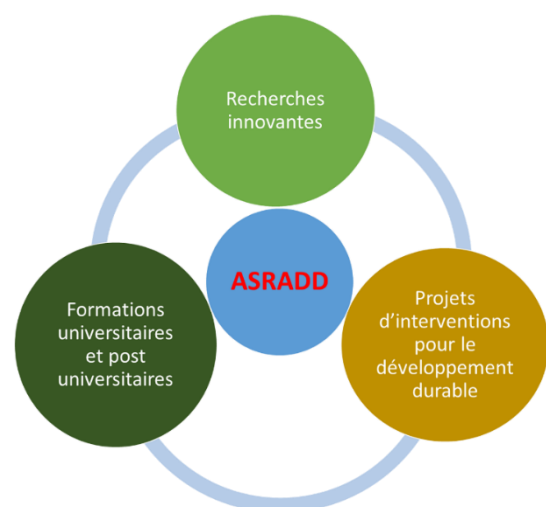 Recherches
innovantes
ASRADD
Formations
universitaires
et post
universitaires
Projets
d’interventions
pour le
développement
durable